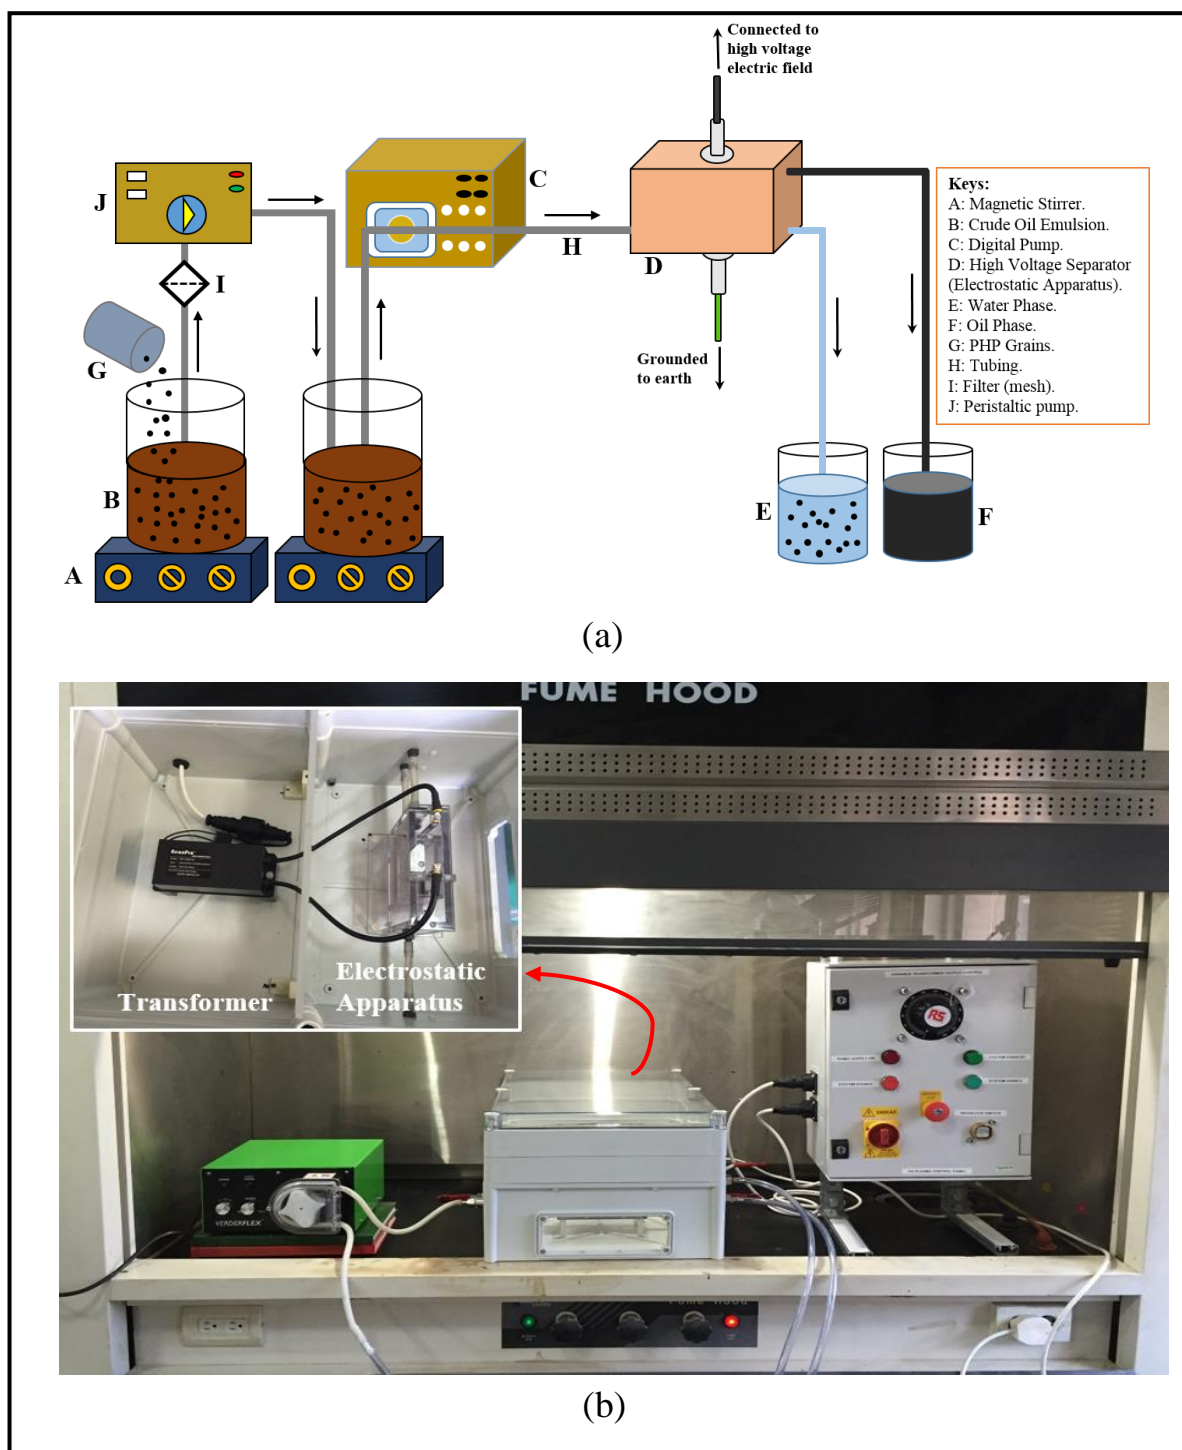 Connected to
high voltage
electric field
J
C
H
D
I
G
Grounded
to earth
B
A
E
F
Keys:
A: Magnetic Stirrer.
B: Crude Oil Emulsion.
C: Digital Pump.
D: High Voltage Separator
(Electrostatic Apparatus).
E: Water Phase.
F: Oil Phase.
G: PHP Grains.
H: Tubing.
I: Filter (mesh).
J: Peristaltic pump.
(a)
FUME HOOD
Transformer
Electrostatic
Apparatus
RS
VERDERFLEX
FUME HOOD
(b)